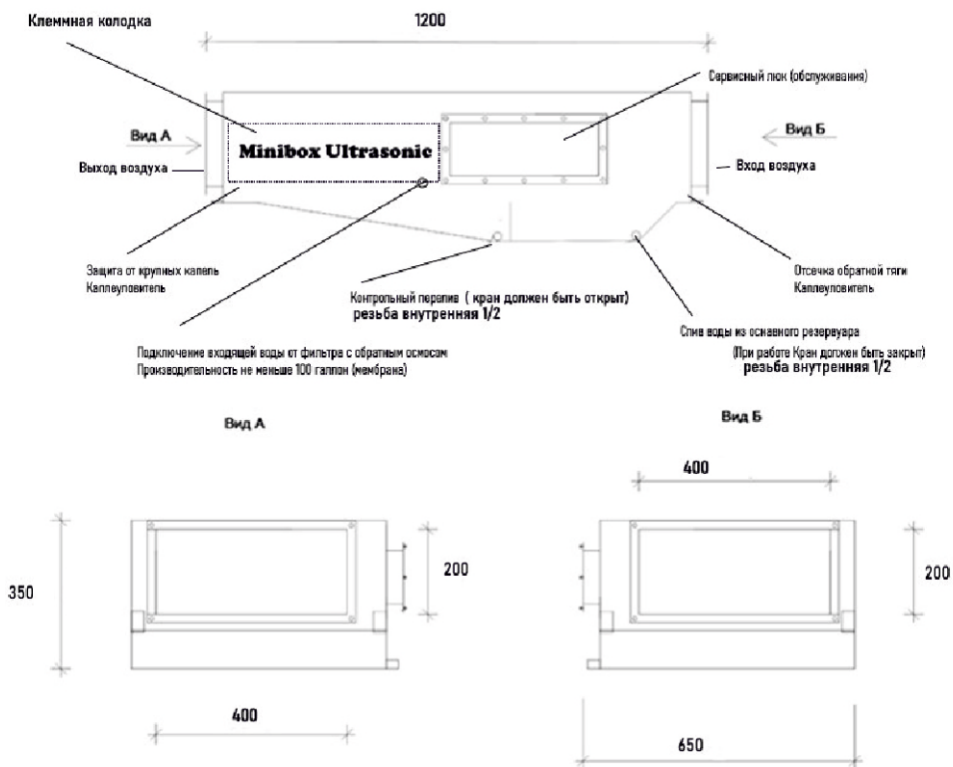 Клеммная колодка
1200
Сервисный люк (обслуживания)
Вид А
Minibox Ultrasonic
Вид Б
Выход воздуха
Вход воздуха
Защита от крупных капель
Каплеуловитель
Отсечка обратной тяги
Каплеуловитель
Контрольный перелив ( кран должен быть открыт)
резьба внутренняя 1/2
Слив воды из оснавного резервуара
(При работе Кран должен быть закрыт)
резьба внутренняя 1/2
Подключение входящей воды от фильтра с обратным осмосом
Производительность не меньше 100 галлон (мембрана)
Вид А
Вид Б
400
350
200
200
400
650